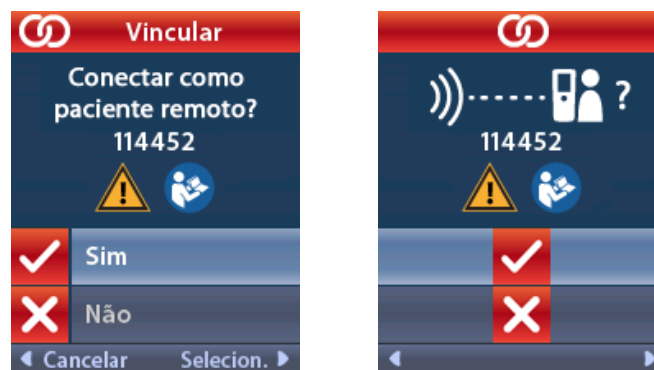 Vincular
Conectar como
paciente remoto?
114452
Sim
Não
Cancelar Selecion.
?
114452